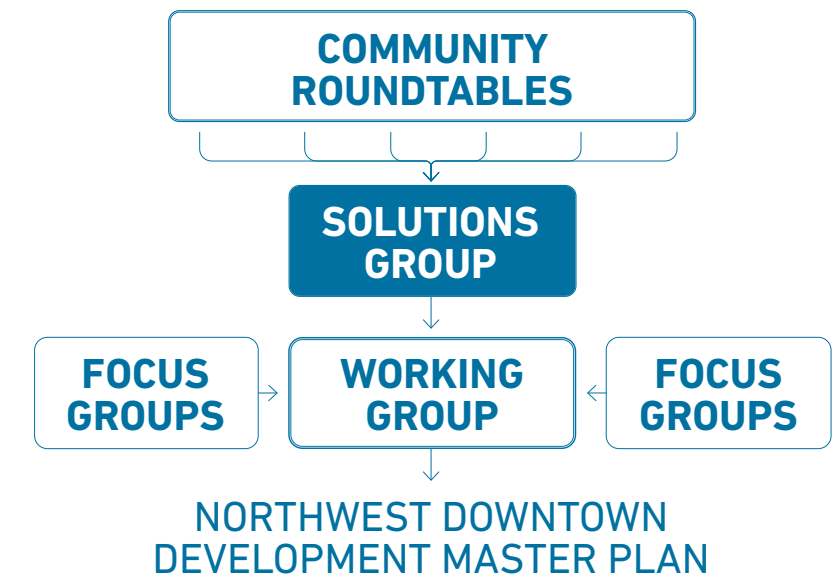 COMMUNITY
ROUNDTABLES
SOLUTIONS
GROUP
FOCUS
GROUPS
WORKING
GROUP
FOCUS
GROUPS
NORTHWEST DOWNTOWN
DEVELOPMENT MASTER PLAN